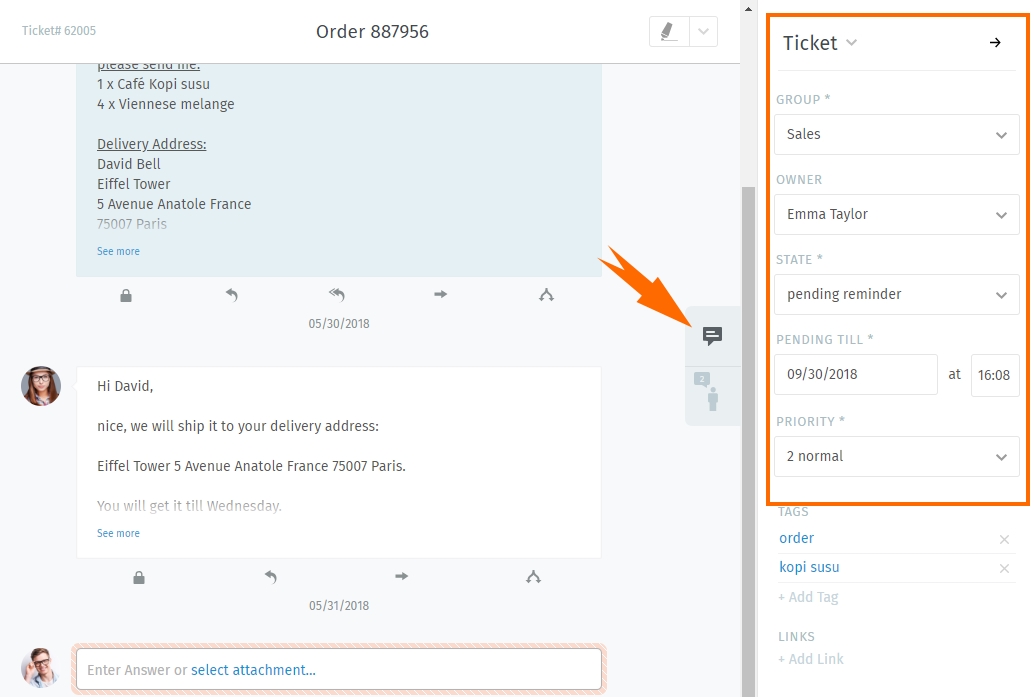 Ticket# 62005
Order 887956
please send me:
1 x Café Kopi susu
4 x Viennese melange
Delivery Address:
David Bell
Eiffel Tower
5 Avenue Anatole France
75007 Paris
See more
05/30/2018
2
Hi David,
nice, we will ship it to your delivery address:
Eiffel Tower 5 Avenue Anatole France 75007 Paris.
You will get it till Wednesday.
See more
05/31/2018
Enter Answer or select attachment...
Ticket
GROUP *
Sales
OWNER
Emma Taylor
STATE *
pending reminder
PENDING TILL *
09/30/2018 at 16:08
PRIORITY *
2 normal
TAGS
order
kopi susu
+ Add Tag
LINKS
+ Add Link